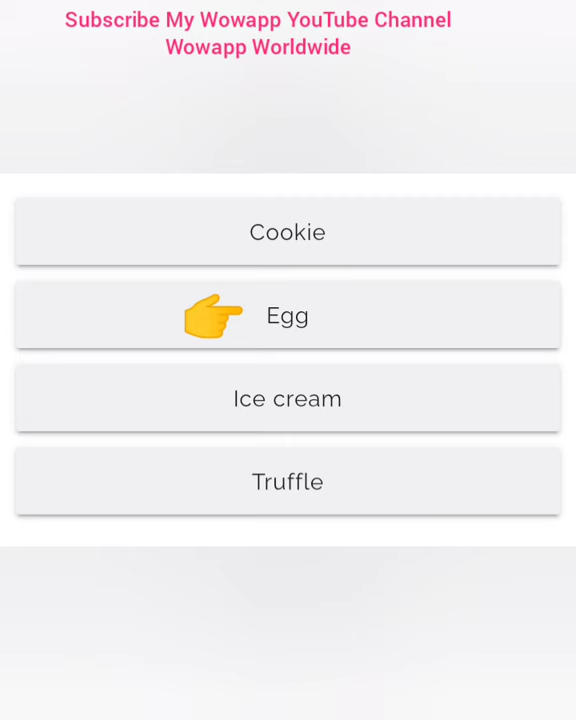 Subscribe My Wowapp YouTube Channel
Wowapp Worldwide
Cookie
Egg
Ice cream
Truffle